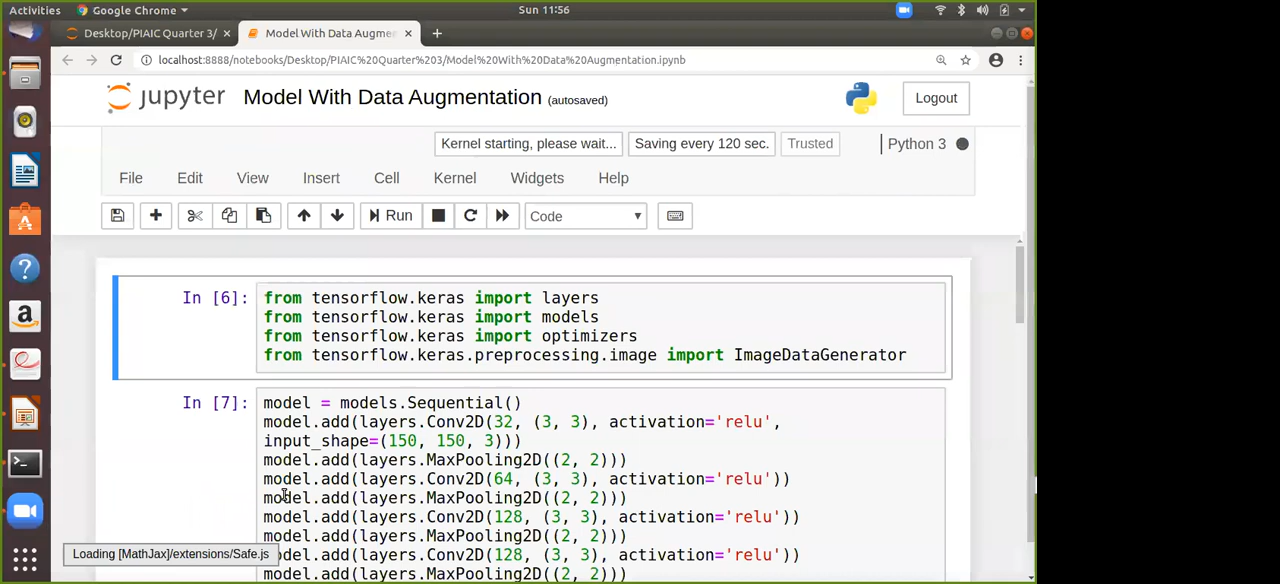 Activities Google Chrome Sun 11:56
Desktop/PIAIC Quarter 3/ × Model With Data Augme × +
localhost:8888/notebooks/Desktop/PIAIC%20Quarter%203/Model%20With%20Data%20Augmentation.ipynb
jupyter Model With Data Augmentation (autosaved) Logout
Kernel starting, please wait... Saving every 120 sec. Trusted Python 3
File Edit View Insert Cell Kernel Widgets Help
Run Code
In [6]: from tensorflow.keras import layers
from tensorflow.keras import models
from tensorflow.keras import optimizers
from tensorflow.keras.preprocessing.image import ImageDataGenerator
In [7]: model = models.Sequential()
model.add(layers.Conv2D(32, (3, 3), activation='relu',
input_shape=(150, 150, 3)))
model.add(layers.MaxPooling2D((2, 2)))
model.add(layers.Conv2D(64, (3, 3), activation='relu'))
model.add(layers.MaxPooling2D((2, 2)))
model.add(layers.Conv2D(128, (3, 3), activation='relu'))
model.add(layers.MaxPooling2D((2, 2)))
model.add(layers.Conv2D(128, (3, 3), activation='relu'))
Loading [MathJax]/extensions/Safe.js
model.add(layers.MaxPooling2D((2, 2)))